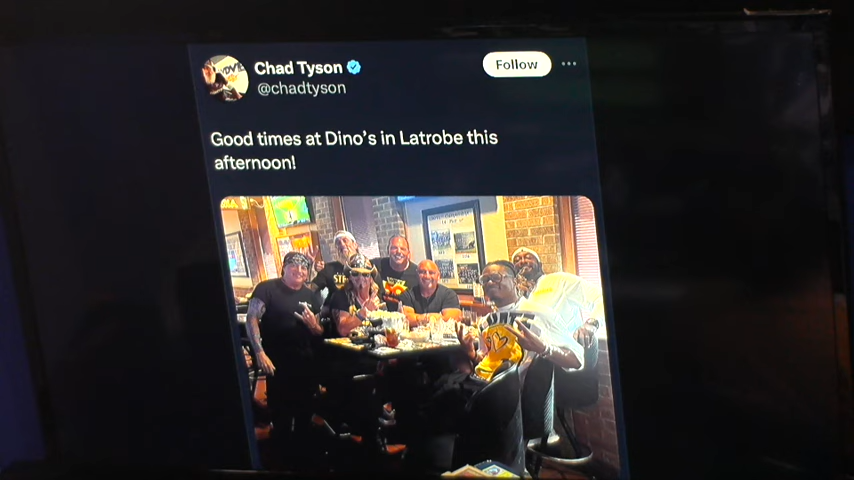 Chad Tyson
Follow
@chadtyson
Good times at Dino's in Latrobe this
afternoon!